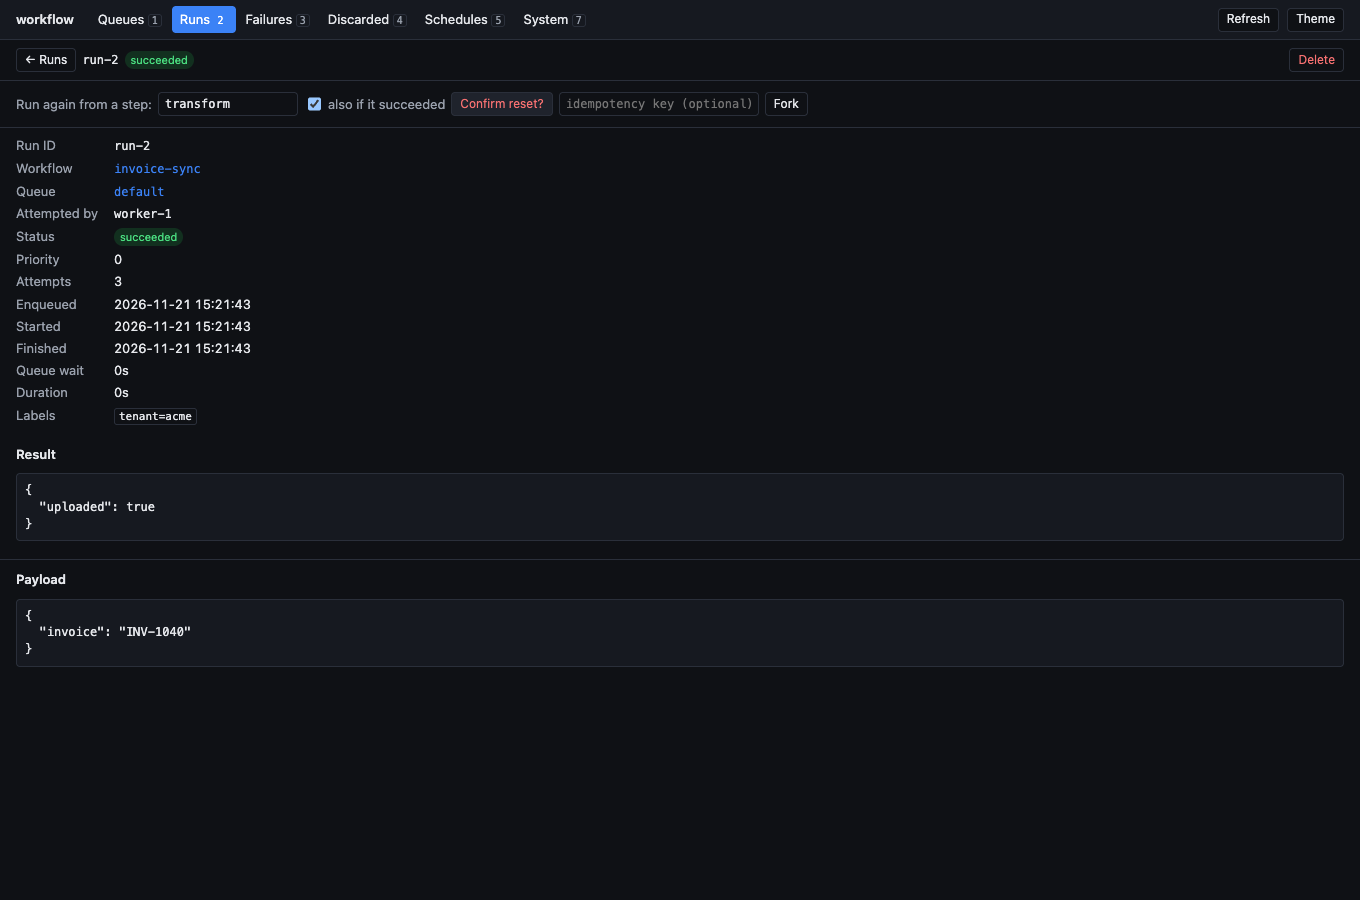 workflow Queues 1 Runs 2 Failures 3 Discarded 4 Schedules 5 System 7 Refresh Theme
← Runs run-2 succeeded Delete
Run again from a step: transform also if it succeeded Confirm reset? idempotency key (optional) Fork
Run ID run-2
Workflow invoice-sync
Queue default
Attempted by worker-1
Status succeeded
Priority 0
Attempts 3
Enqueued 2026-11-21 15:21:43
Started 2026-11-21 15:21:43
Finished 2026-11-21 15:21:43
Queue wait 0s
Duration 0s
Labels tenant=acme
Result
{
  "uploaded": true
}
Payload
{
  "invoice": "INV-1040"
}